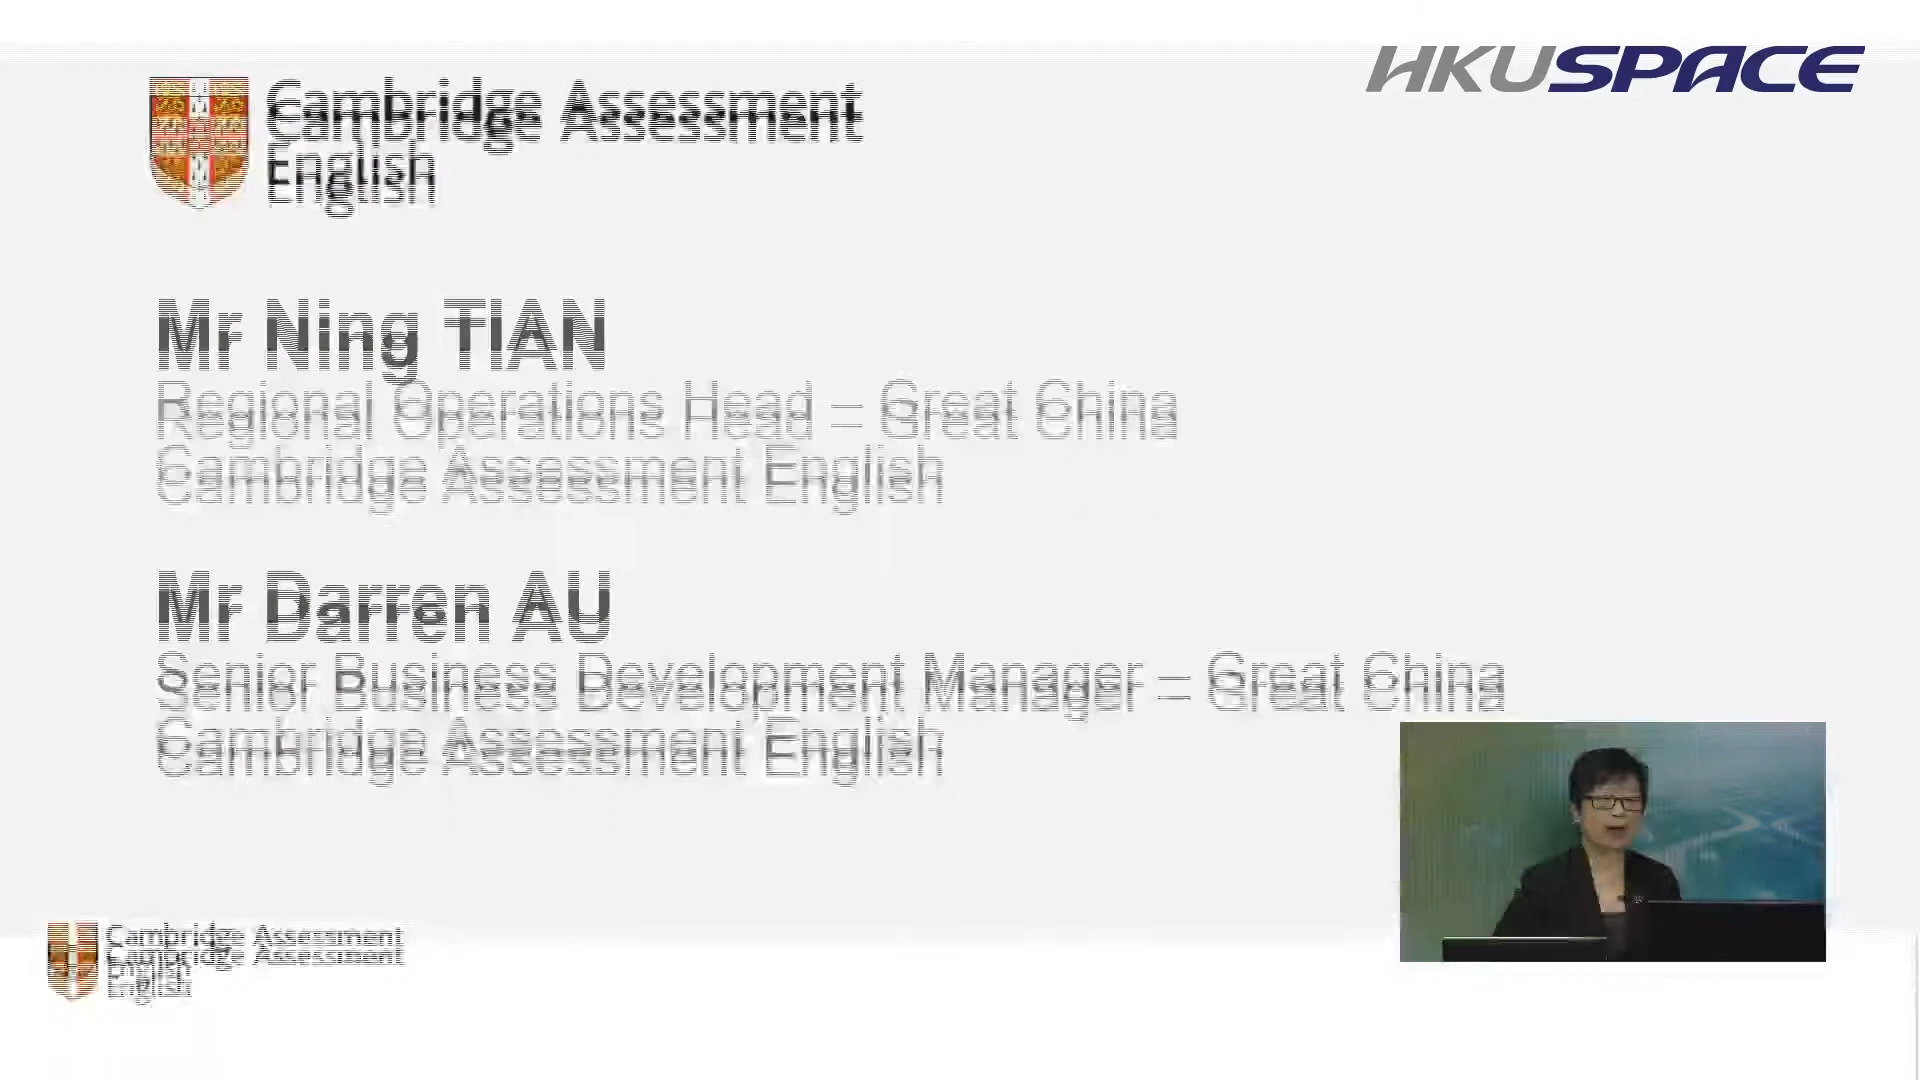 HKUSPACE
Cambridge Assessment
English
Mr Ning TIAN
Regional Operations Head – Great China
Cambridge Assessment English
Mr Darren AU
Senior Business Development Manager – Great China
Cambridge Assessment English
Cambridge Assessment
English